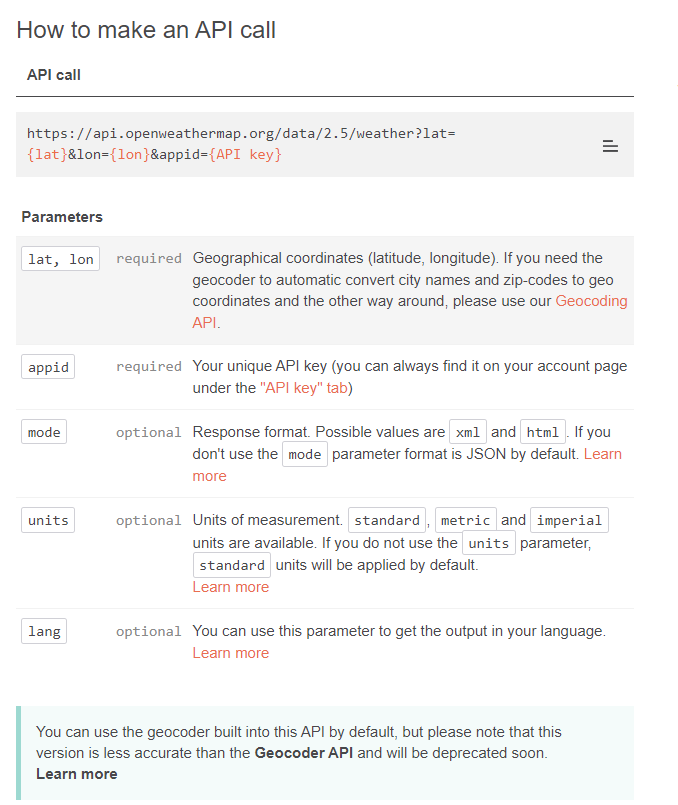 How to make an API call
API call
https://api.openweathermap.org/data/2.5/weather?lat=
{lat}&lon={lon}&appid={API key}
Parameters
lat, lon required Geographical coordinates (latitude, longitude). If you need the
geocoder to automatic convert city names and zip-codes to geo
coordinates and the other way around, please use our Geocoding
API.
appid required Your unique API key (you can always find it on your account page
under the "API key" tab)
mode optional Response format. Possible values are xml and html. If you
don't use the mode parameter format is JSON by default. Learn
more
units optional Units of measurement. standard, metric and imperial
units are available. If you do not use the units parameter,
standard units will be applied by default.
Learn more
lang optional You can use this parameter to get the output in your language.
Learn more
You can use the geocoder built into this API by default, but please note that this
version is less accurate than the Geocoder API and will be deprecated soon.
Learn more